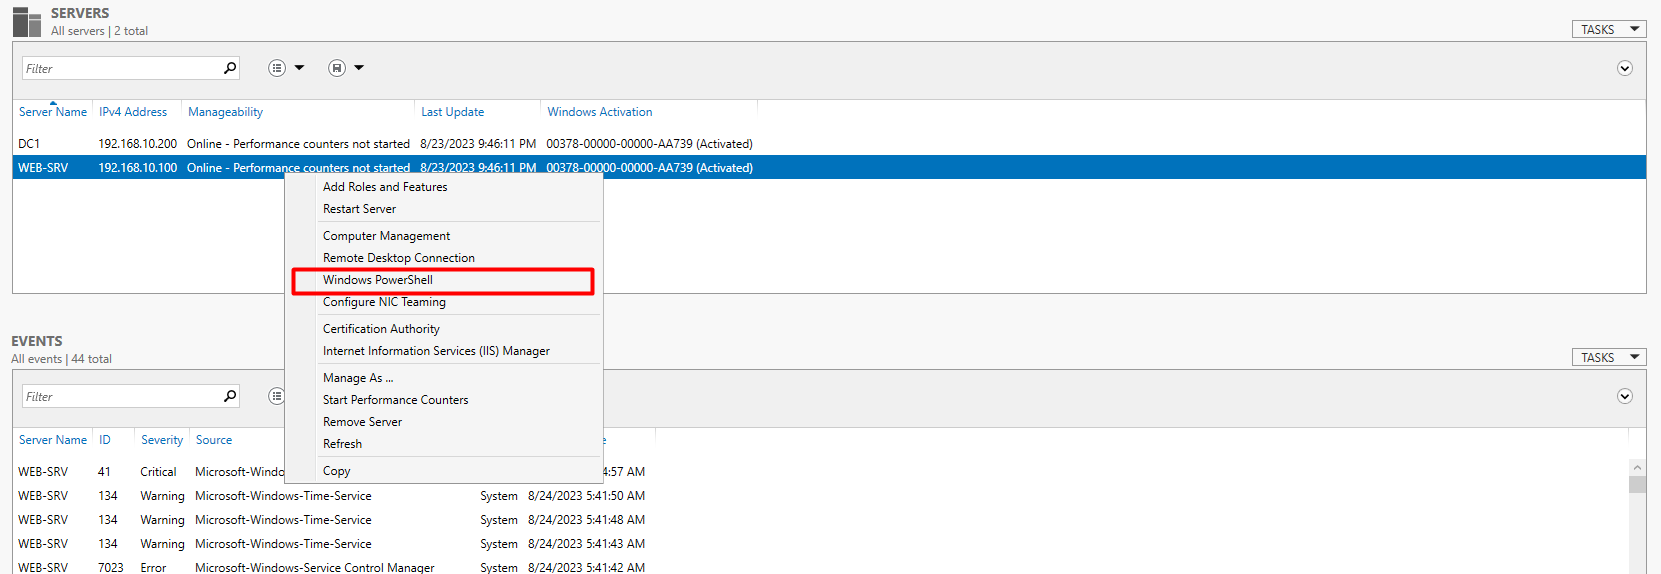 SERVERS
All servers | 2 total
TASKS
Filter
Server Name IPv4 Address Manageability Last Update Windows Activation
DC1 192.168.10.200 Online - Performance counters not started 8/23/2023 9:46:11 PM 00378-00000-00000-AA739 (Activated)
WEB-SRV 192.168.10.100 Online - Performance counters not started 8/23/2023 9:46:11 PM 00378-00000-00000-AA739 (Activated)
Add Roles and Features
Restart Server
Computer Management
Remote Desktop Connection
Windows PowerShell
Configure NIC Teaming
Certification Authority
Internet Information Services (IIS) Manager
Manage As ...
Start Performance Counters
Remove Server
Refresh
Copy
EVENTS
All events | 44 total
TASKS
Filter
Server Name ID Severity Source
WEB-SRV 41 Critical Microsoft-Windo 4:57 AM
WEB-SRV 134 Warning Microsoft-Windows-Time-Service System 8/24/2023 5:41:50 AM
WEB-SRV 134 Warning Microsoft-Windows-Time-Service System 8/24/2023 5:41:48 AM
WEB-SRV 134 Warning Microsoft-Windows-Time-Service System 8/24/2023 5:41:43 AM
WEB-SRV 7023 Error Microsoft-Windows-Service Control Manager System 8/24/2023 5:41:42 AM